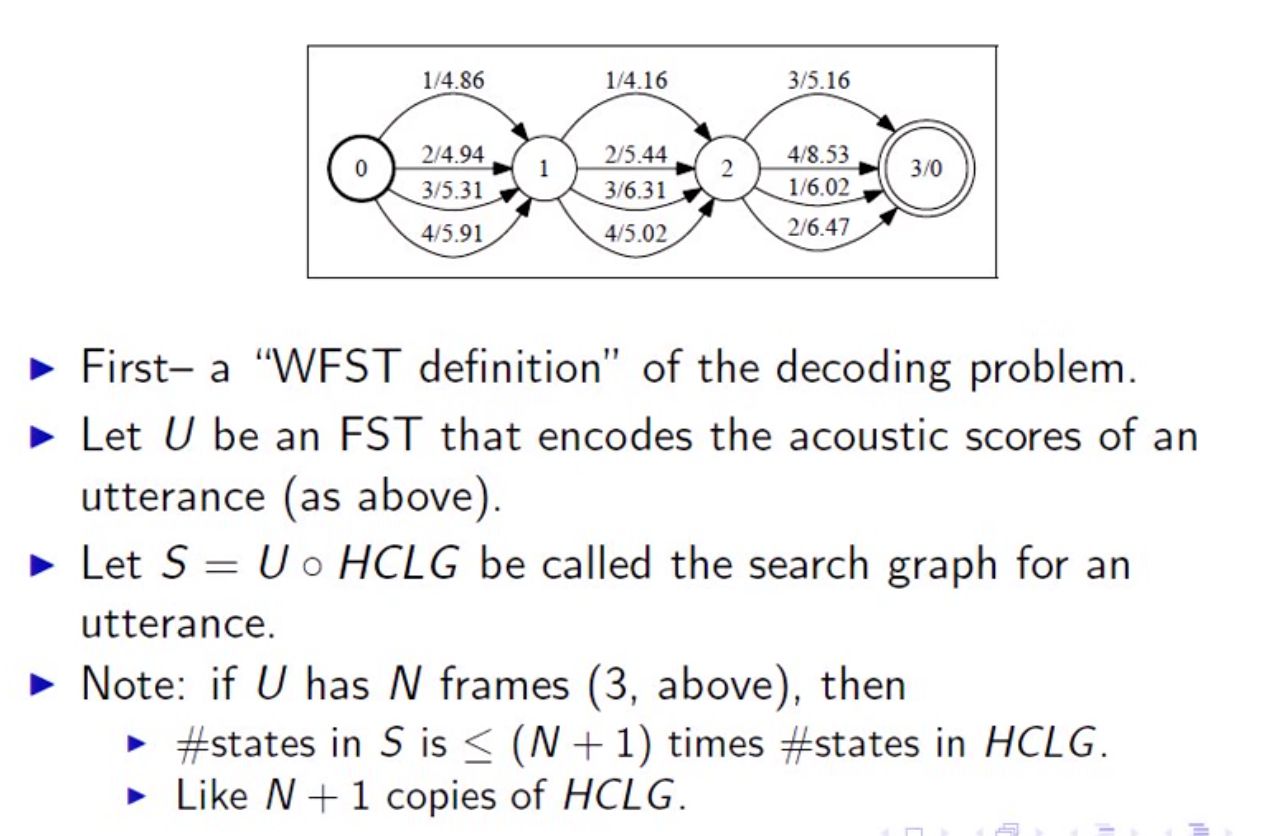 1/4.86 1/4.16 3/5.16
0 2/4.94 1 2/5.44 2 4/8.53 3/0
3/5.31 3/6.31 1/6.02
4/5.91 4/5.02 2/6.47
First– a “WFST definition” of the decoding problem.
Let U be an FST that encodes the acoustic scores of an
utterance (as above).
Let S = U ∘ HCLG be called the search graph for an
utterance.
Note: if U has N frames (3, above), then
#states in S is ≤ (N + 1) times #states in HCLG.
Like N + 1 copies of HCLG.